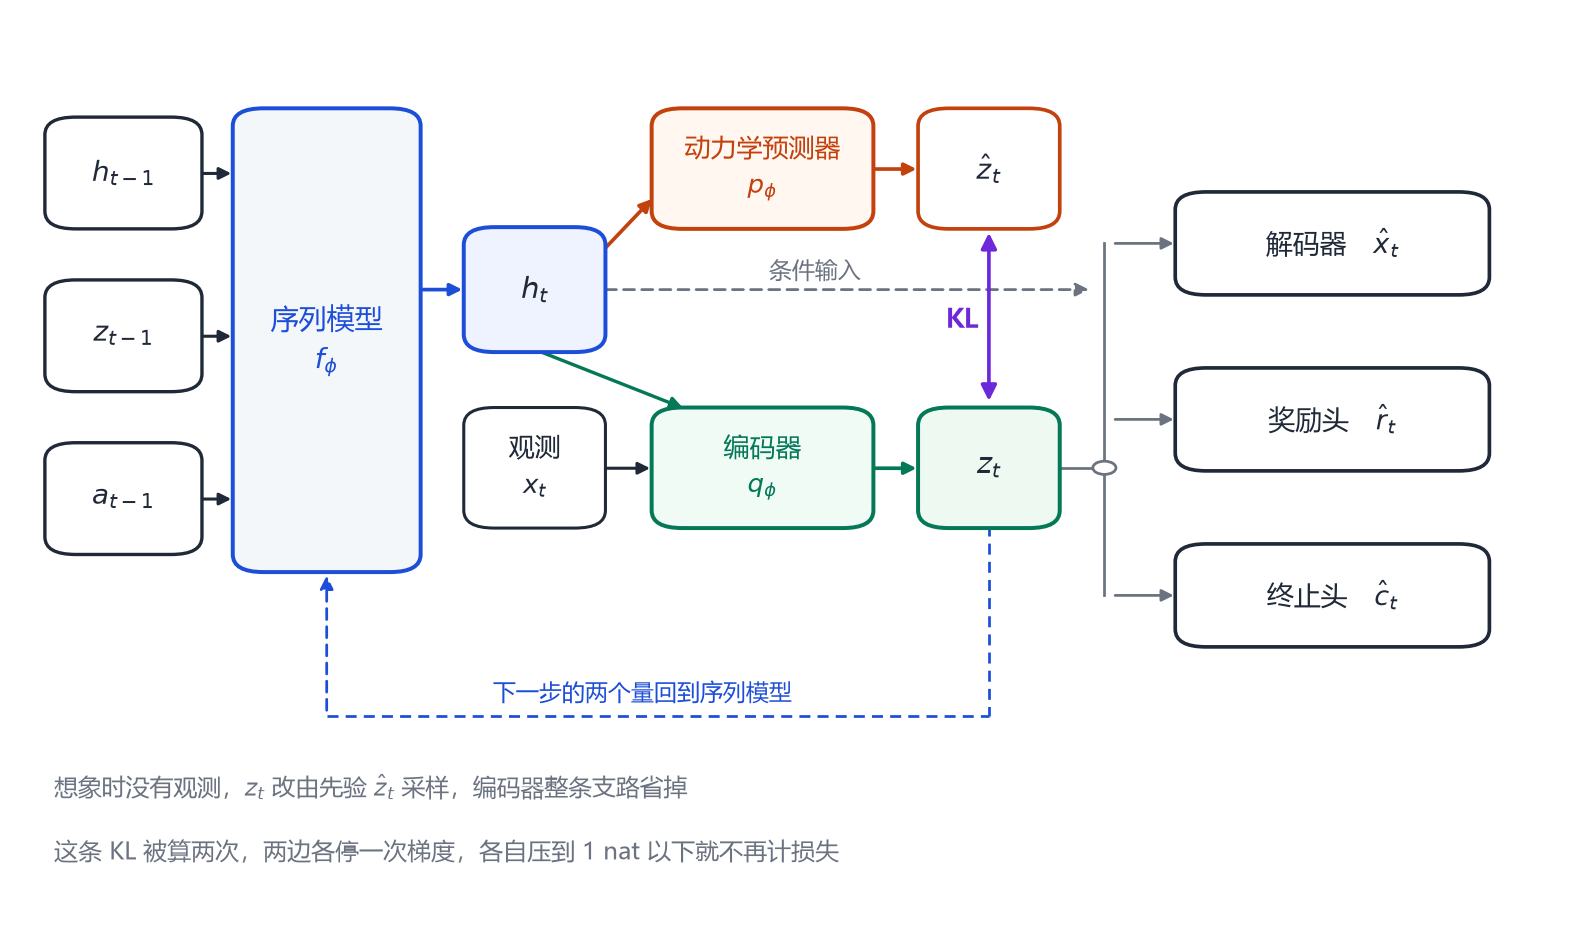 h_{t-1}
z_{t-1}
a_{t-1}
序列模型
f_ϕ
h_t
观测
x_t
动力学预测器
p_ϕ
ẑ_t
条件输入
KL
编码器
q_ϕ
z_t
解码器 x̂_t
奖励头 r̂_t
终止头 ĉ_t
下一步的两个量回到序列模型
想象时没有观测，z_t 改由先验 ẑ_t 采样，编码器整条支路省掉
这条 KL 被算两次，两边各停一次梯度，各自压到 1 nat 以下就不再计损失